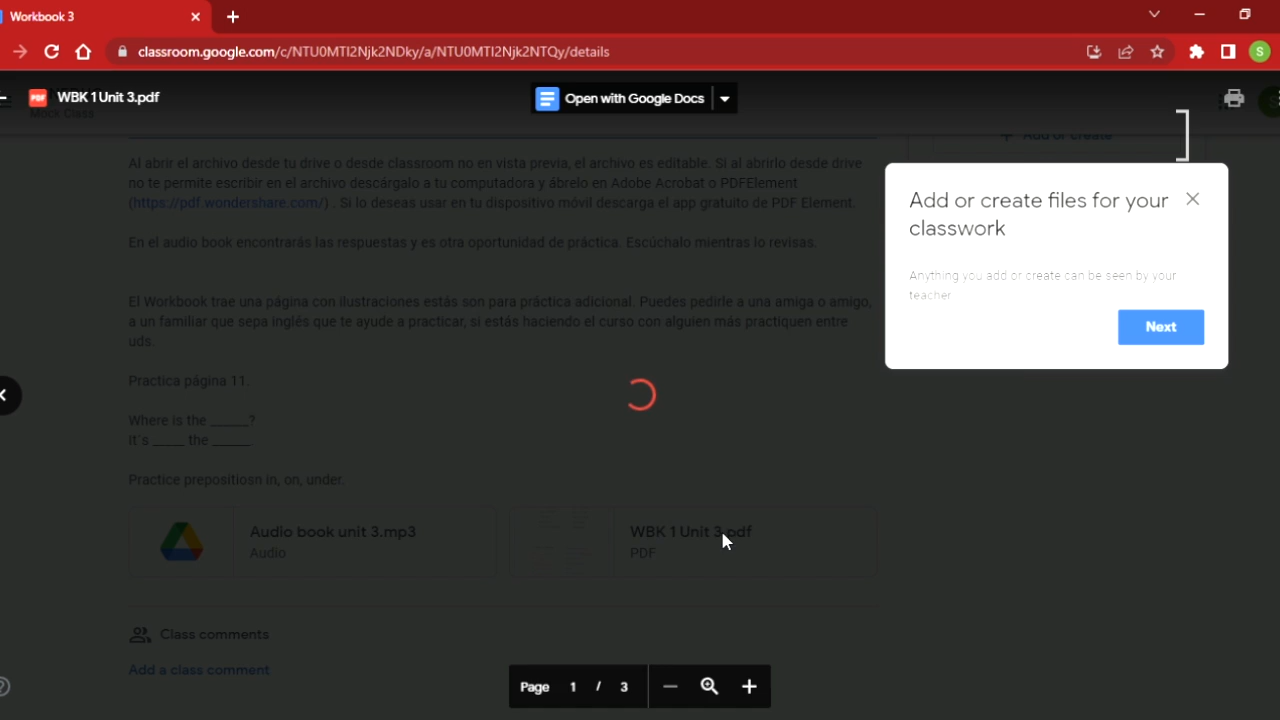 Workbook 3
classroom.google.com/c/NTU0MTI2Njk2NDky/a/NTU0MTI2Njk2NTQy/details
S
PDF
WBK 1 Unit 3.pdf
Open with Google Docs
Mock Class
Add or create
Al abrir el archivo desde tu drive o desde classroom no en vista previa, el archivo es editable. Si al abrirlo desde drive
no te permite escribir en el archivo descárgalo a tu computadora y ábrelo en Adobe Acrobat o PDFElement
(https://pdf.wondershare.com/) . Si lo deseas usar en tu dispositivo móvil descarga el app gratuito de PDF Element.
En el audio book encontrarás las respuestas y es otra oportunidad de práctica. Escúchalo mientras lo revisas.
El Workbook trae una página con ilustraciones estás son para práctica adicional. Puedes pedirle a una amiga o amigo,
a un familiar que sepa inglés que te ayude a practicar, si estás haciendo el curso con alguien más practiquen entre
uds.
Practica página 11.
Where is the ______?
It´s _____ the ______.
Practice prepositiosn in, on, under.
Audio book unit 3.mp3
Audio
WBK 1 Unit 3.pdf
PDF
Class comments
Add a class comment
Add or create files for your
classwork
Anything you add or create can be seen by your
teacher
Next
Page 1 / 3